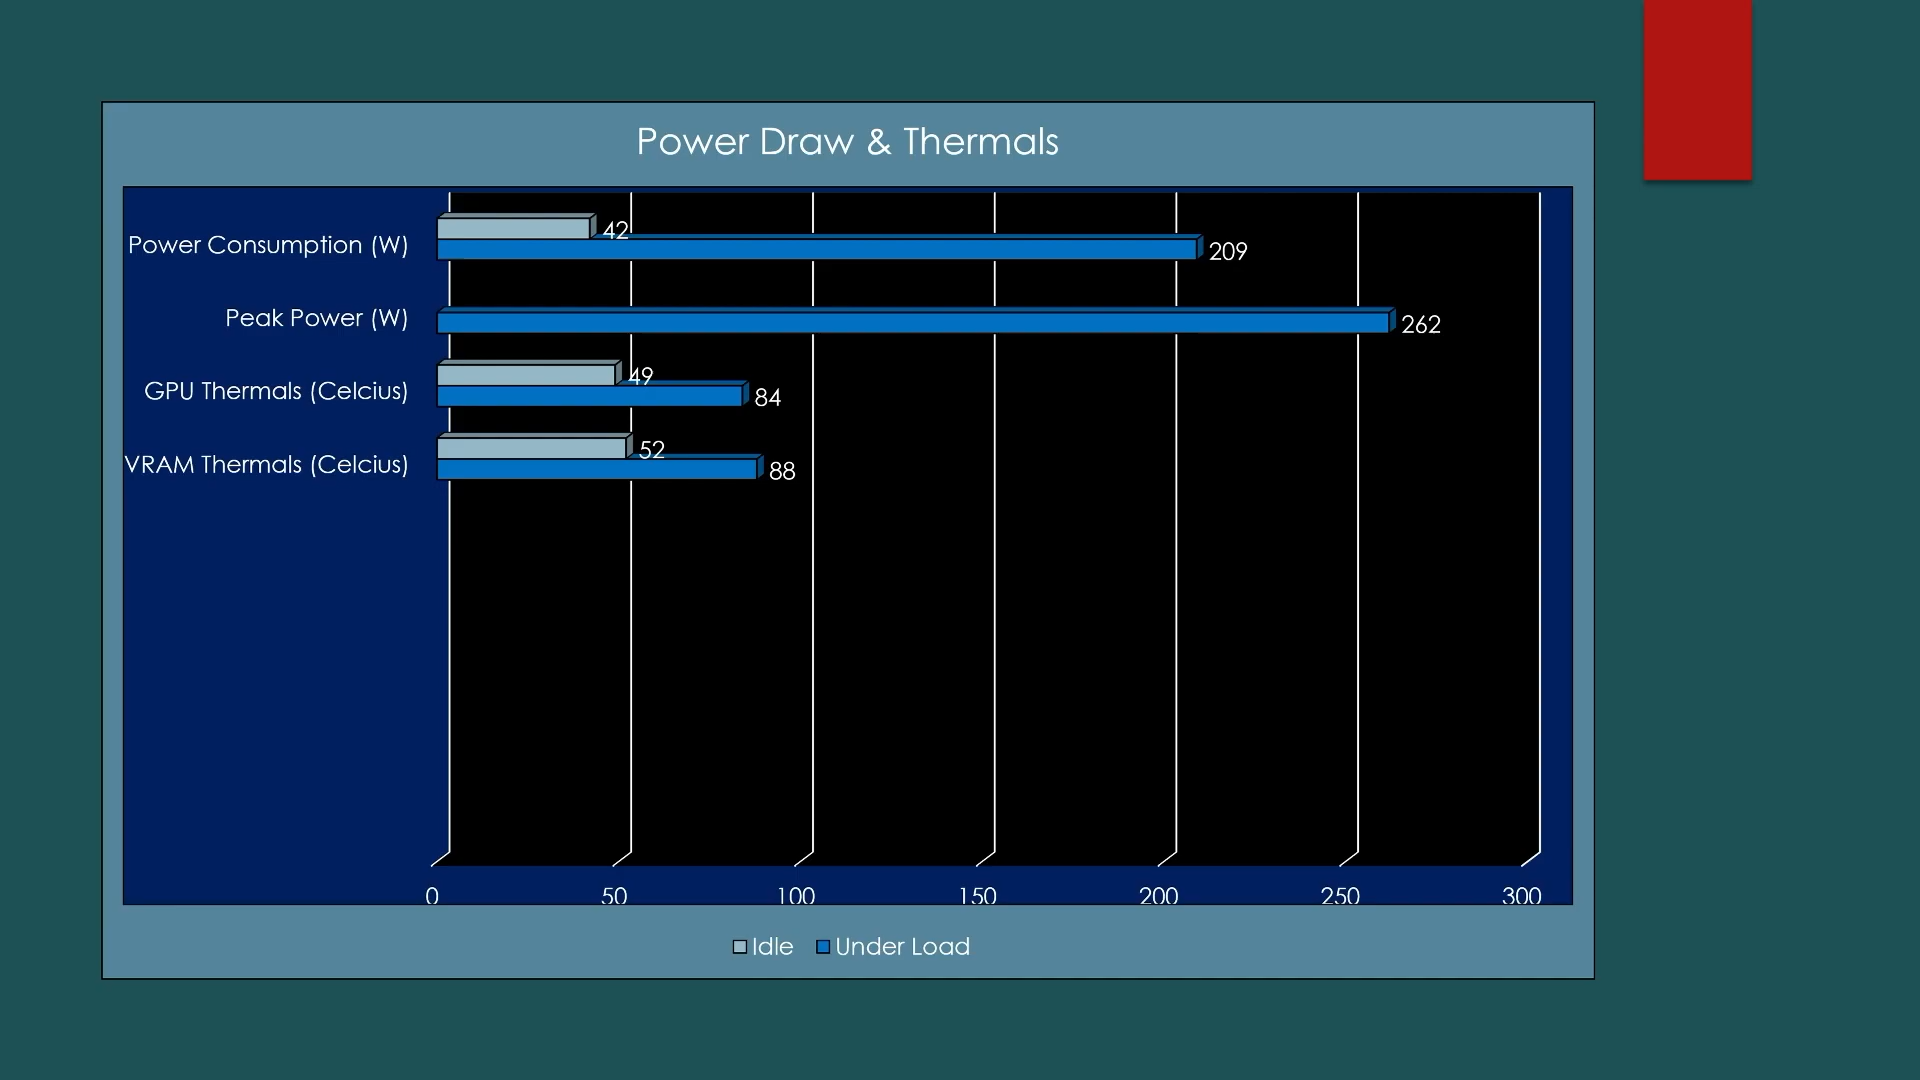 Power Draw & Thermals
Power Consumption (W)
42
209
Peak Power (W)
262
GPU Thermals (Celcius)
49
84
VRAM Thermals (Celcius)
52
88
0 50 100 150 200 250 300
Idle Under Load